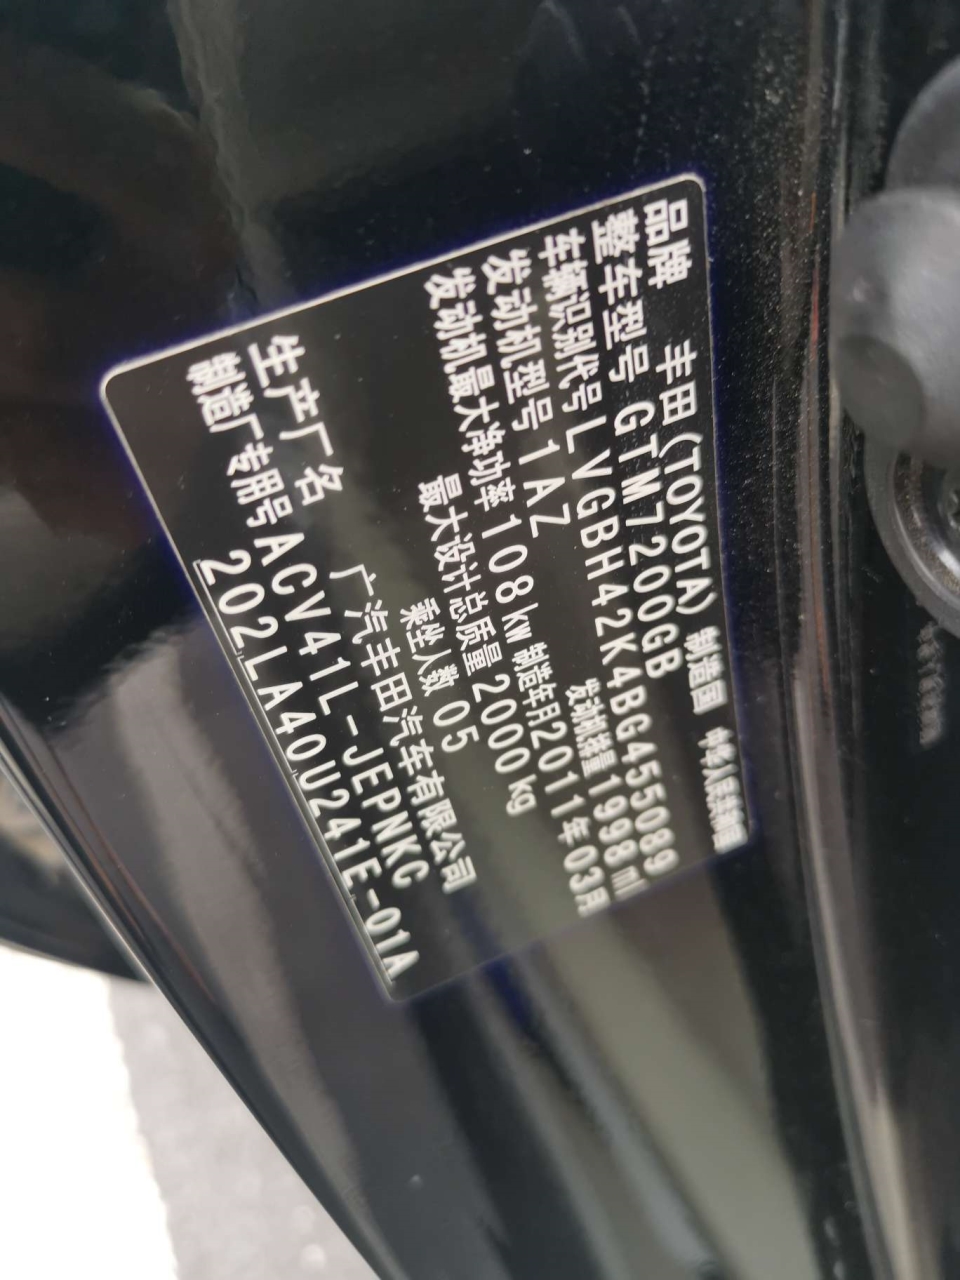 品牌 丰田(TOYOTA) 制造国 中华人民共和国
整车型号 GTM7200GB
车辆识别代号 LVGBH42K4BG455089
发动机型号 1AZ 发动机排量 1998 ml
发动机最大净功率 108kW 制造年月 2011年03月
最大设计总质量 2000kg
乘坐人数 05
生产厂名 广汽丰田汽车有限公司
制造厂专用号 ACV41L-JEPNKC
202LA40U241E-01A